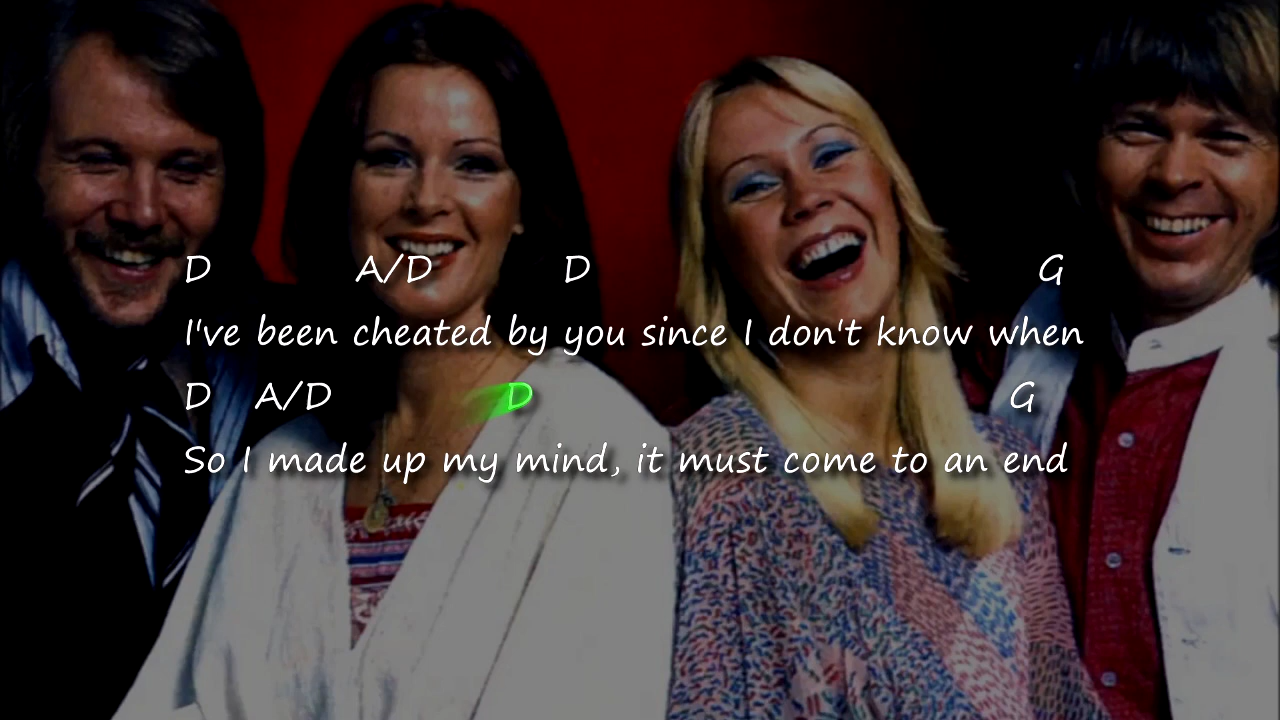 D A/D D G
I've been cheated by you since I don't know when
D A/D D G
So I made up my mind, it must come to an end